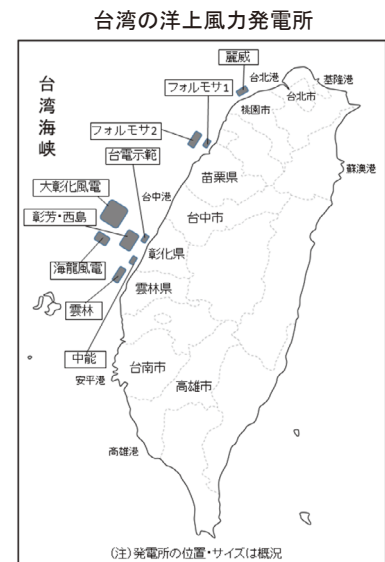 台湾の洋上風力発電所
台湾海峡
麗威
台北港
基隆港
台北市
フォルモサ1
桃園市
フォルモサ2
台電示範
蘇澳港
苗栗県
大彰化風電
台中港
台中市
彰芳・西島
彰化県
海龍風電
雲林県
雲林
中能
台南市
安平港
高雄市
高雄港
(注)発電所の位置・サイズは概況